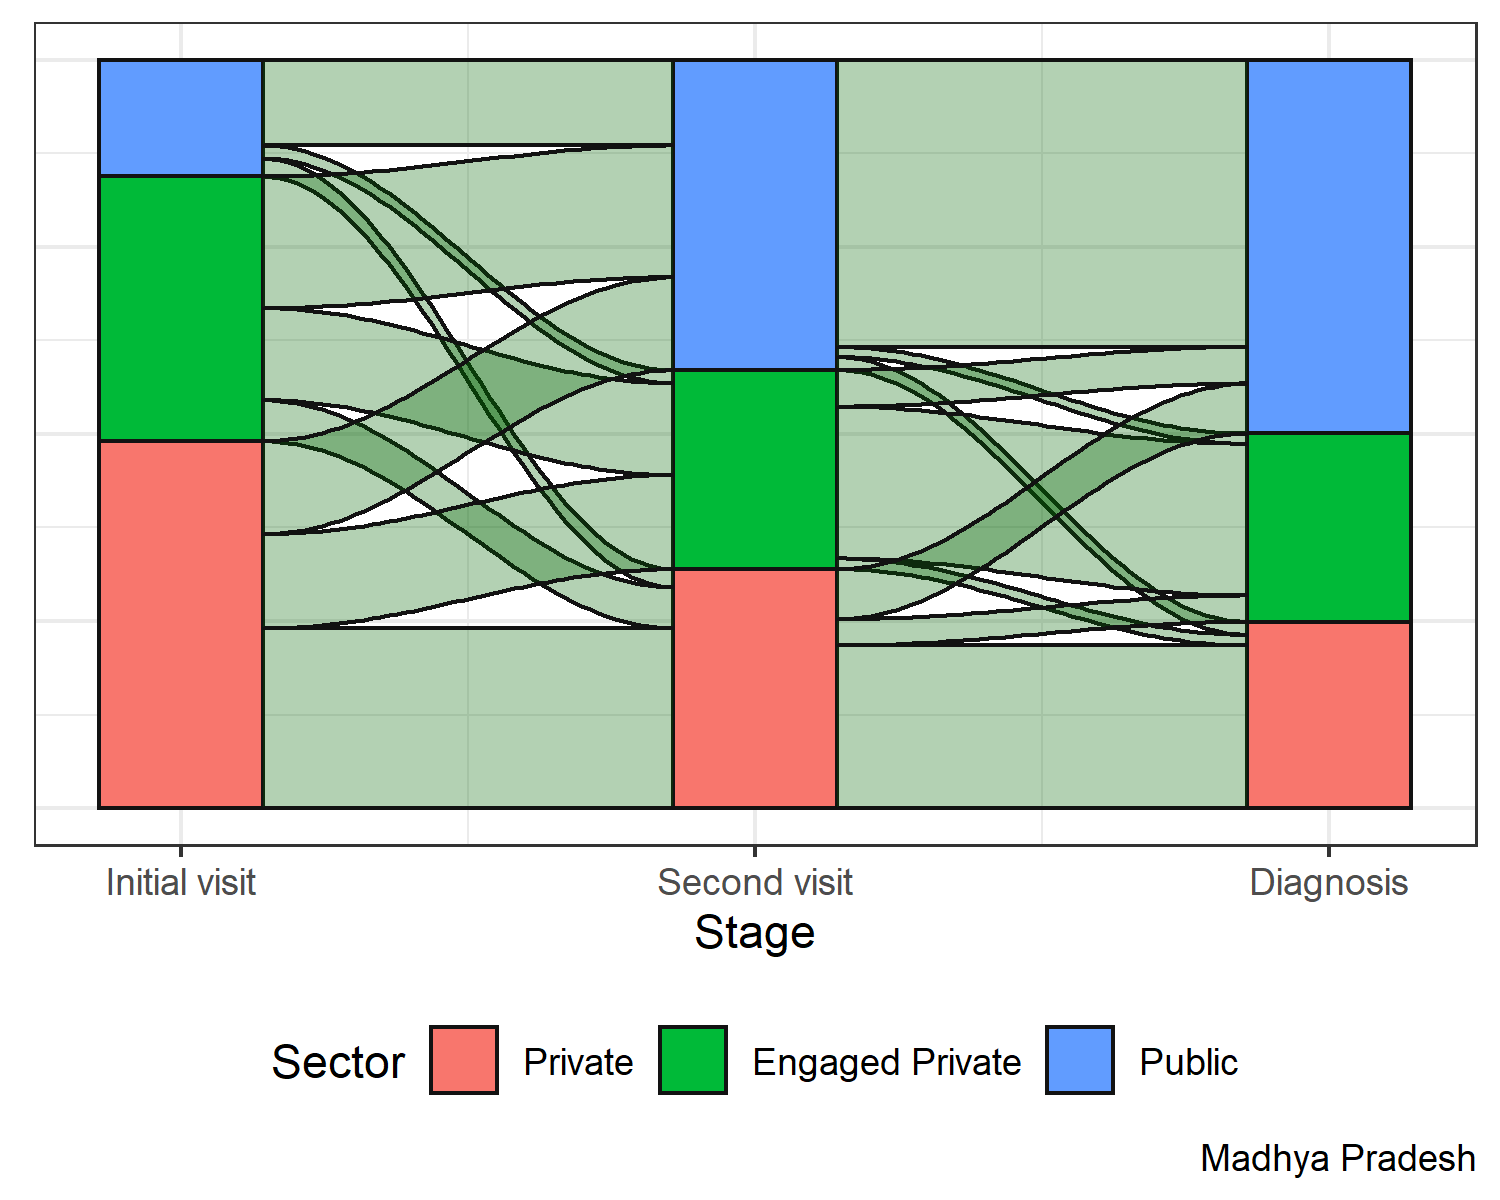 Initial visit Second visit Diagnosis
Stage
Sector Private Engaged Private Public
Madhya Pradesh